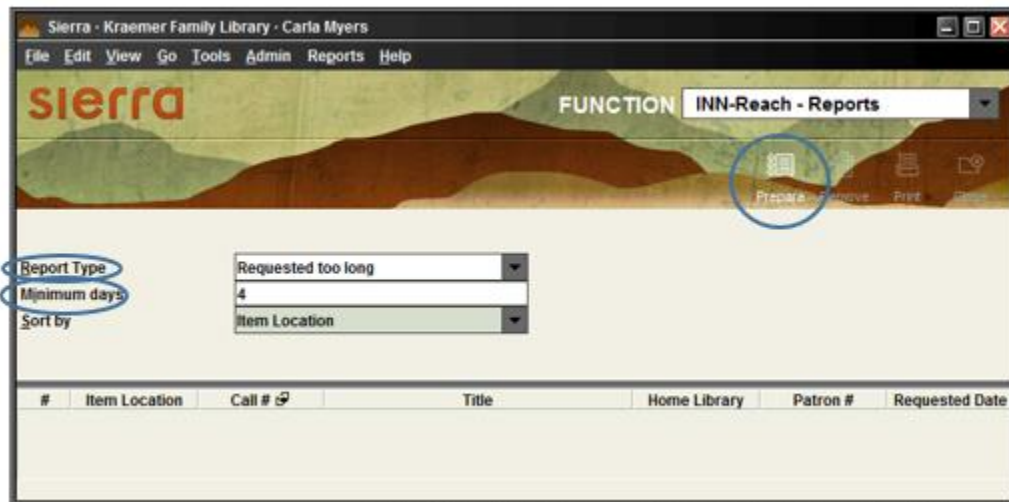 Sierra · Kraemer Family Library · Carla Myers
File Edit View Go Tools Admin Reports Help
sierra
FUNCTION INN-Reach - Reports
Prepare Remove Print Close
Report Type Requested too long
Minimum days 4
Sort by Item Location
# Item Location Call # Title Home Library Patron # Requested Date